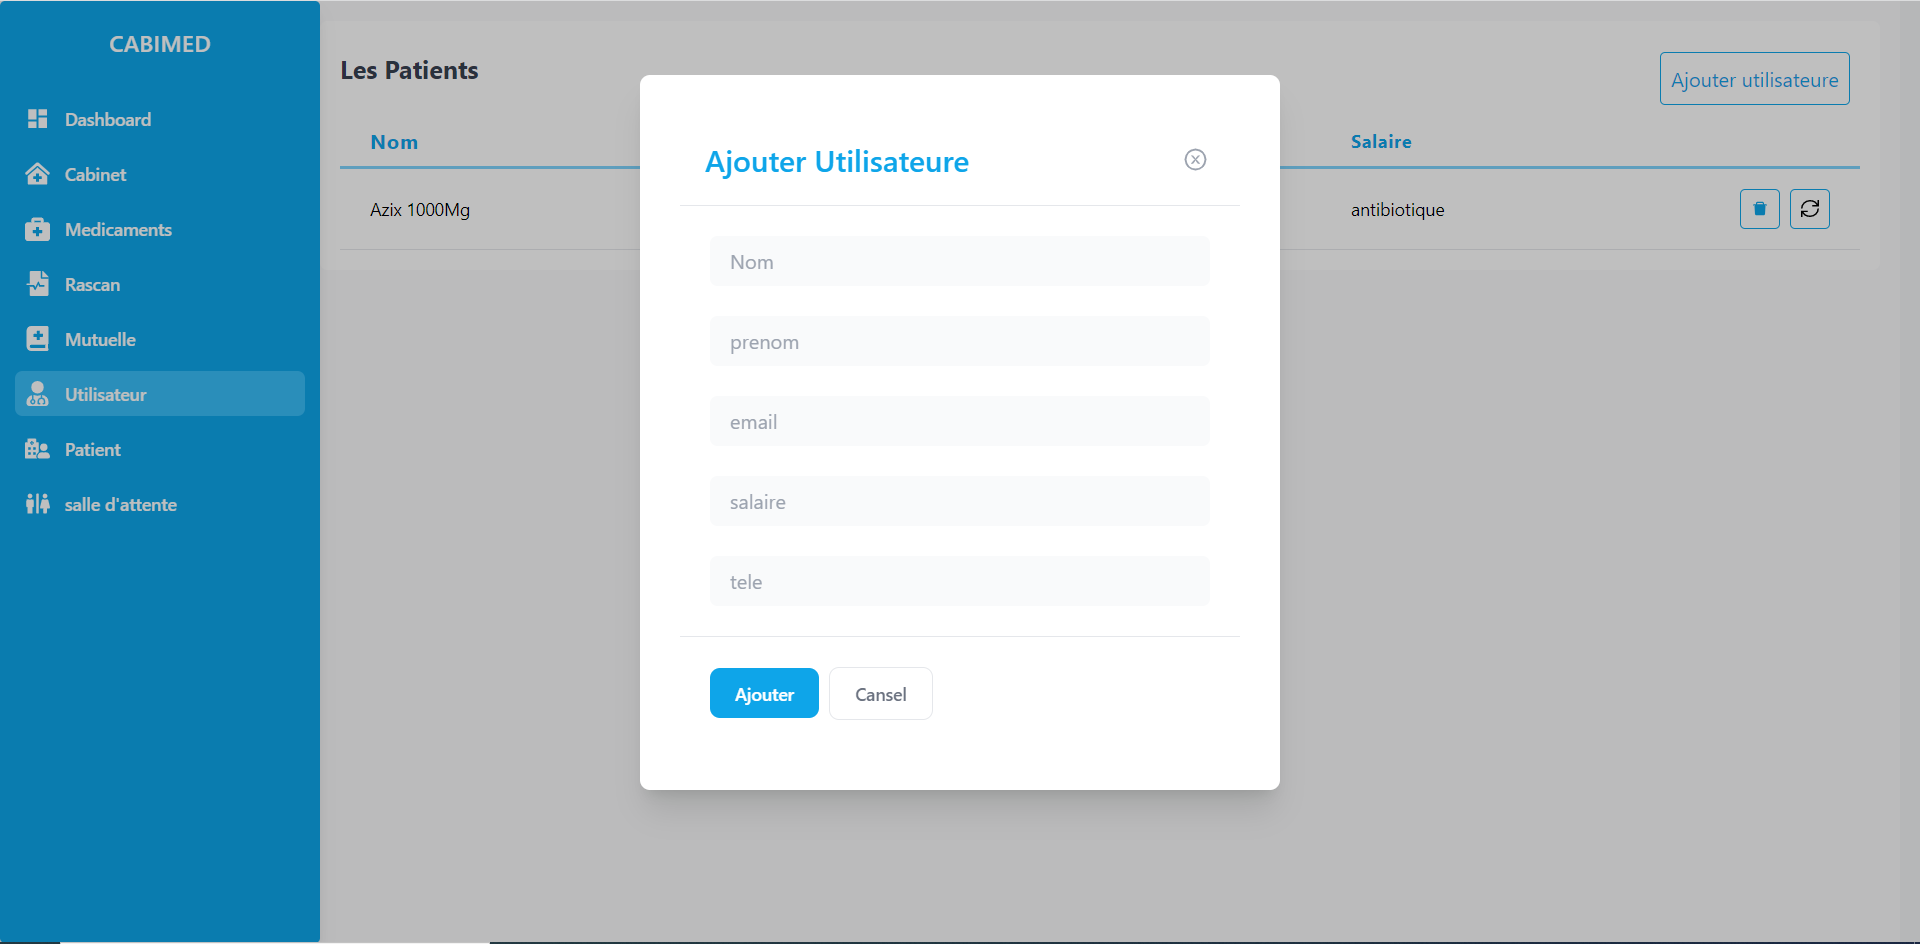 CABIMED
Dashboard
Cabinet
Medicaments
Rascan
Mutuelle
Utilisateur
Patient
salle d'attente
Les Patients
Ajouter utilisateure
Nom
Salaire
Azix 1000Mg
antibiotique
Ajouter Utilisateure
Nom
prenom
email
salaire
tele
Ajouter
Cansel